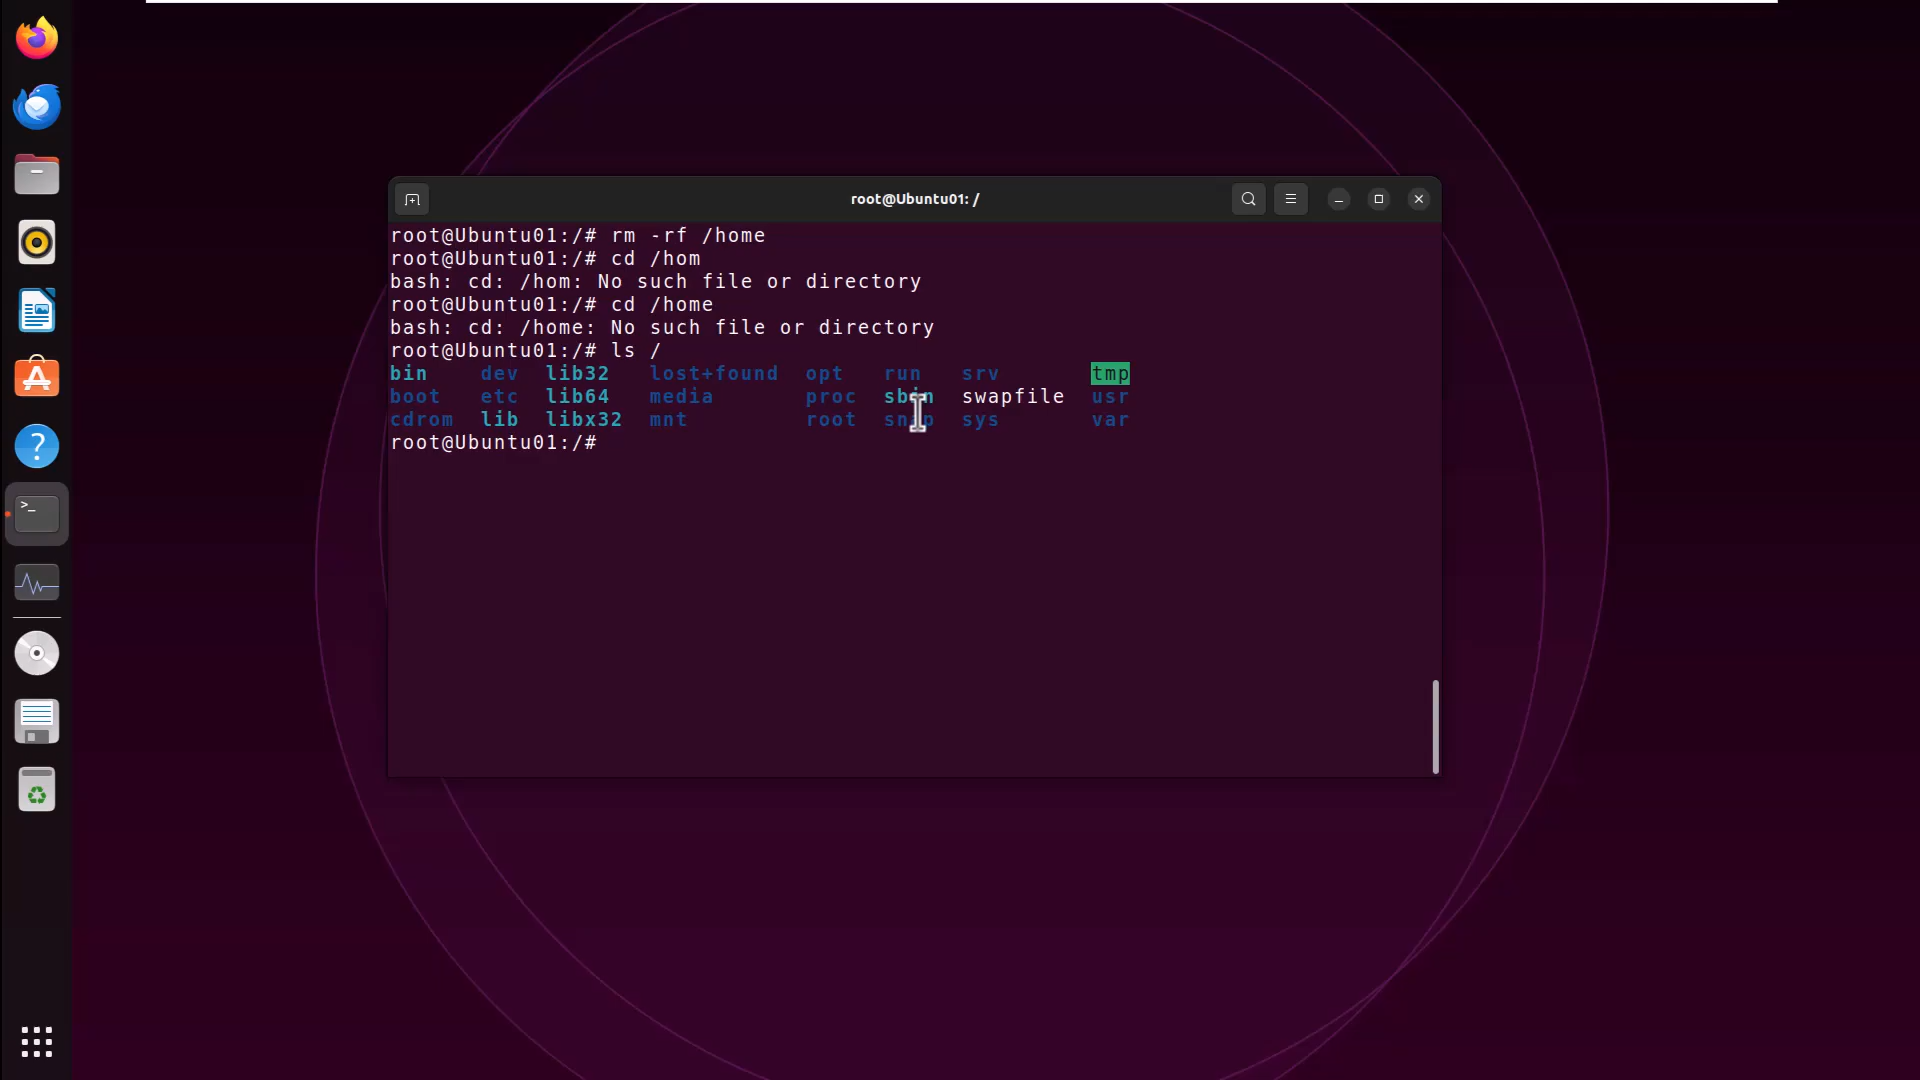 root@Ubuntu01: /
root@Ubuntu01:/# rm -rf /home
root@Ubuntu01:/# cd /hom
bash: cd: /hom: No such file or directory
root@Ubuntu01:/# cd /home
bash: cd: /home: No such file or directory
root@Ubuntu01:/# ls /
bin dev lib32 lost+found opt run srv tmp
boot etc lib64 media proc sbin swapfile usr
cdrom lib libx32 mnt root snap sys var
root@Ubuntu01:/#